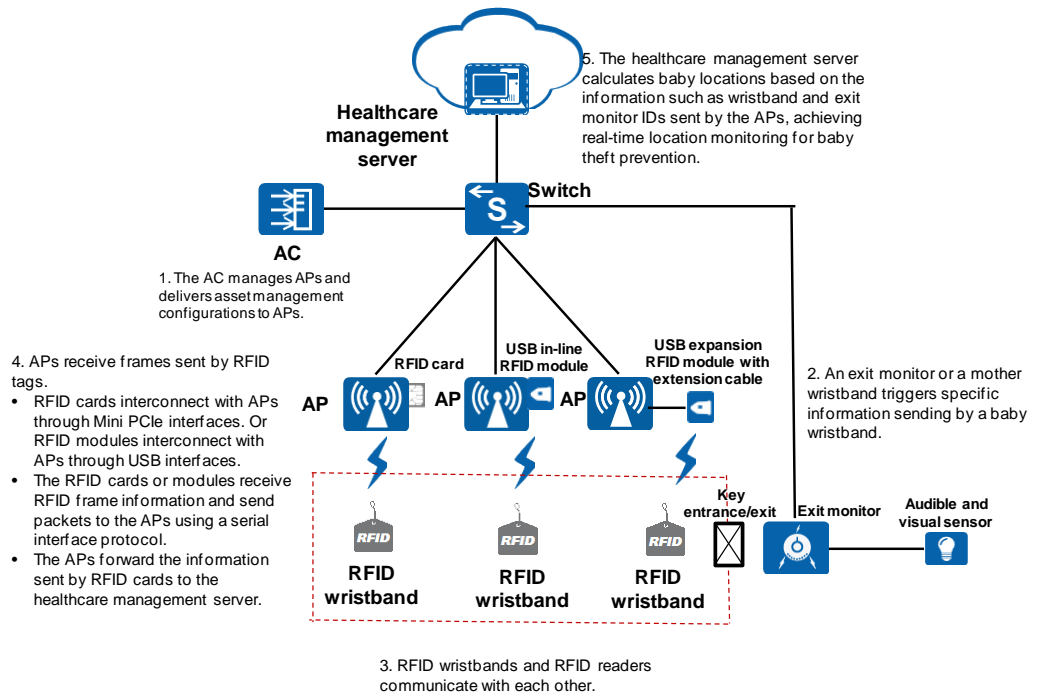 5. The healthcare management server
calculates baby locations based on the
information such as wristband and exit
monitor IDs sent by the APs, achieving
real-time location monitoring for baby
theft prevention.
Healthcare
management
server
Switch
S
AC
1. The AC manages APs and
delivers asset management
configurations to APs.
4. APs receive frames sent by RFID
tags.
• RFID cards interconnect with APs
through Mini PCIe interfaces. Or
RFID modules interconnect with
APs through USB interfaces.
• The RFID cards or modules receive
RFID frame information and send
packets to the APs using a serial
interface protocol.
• The APs forward the information
sent by RFID cards to the
healthcare management server.
RFID card
AP
USB in-line
RFID module
AP
USB expansion
RFID module with
extension cable
AP
2. An exit monitor or a mother
wristband triggers specific
information sending by a baby
wristband.
RFID
RFID
wristband
RFID
RFID
wristband
RFID
RFID
wristband
Key
entrance/exit
Exit monitor
Audible and
visual sensor
3. RFID wristbands and RFID readers
communicate with each other.